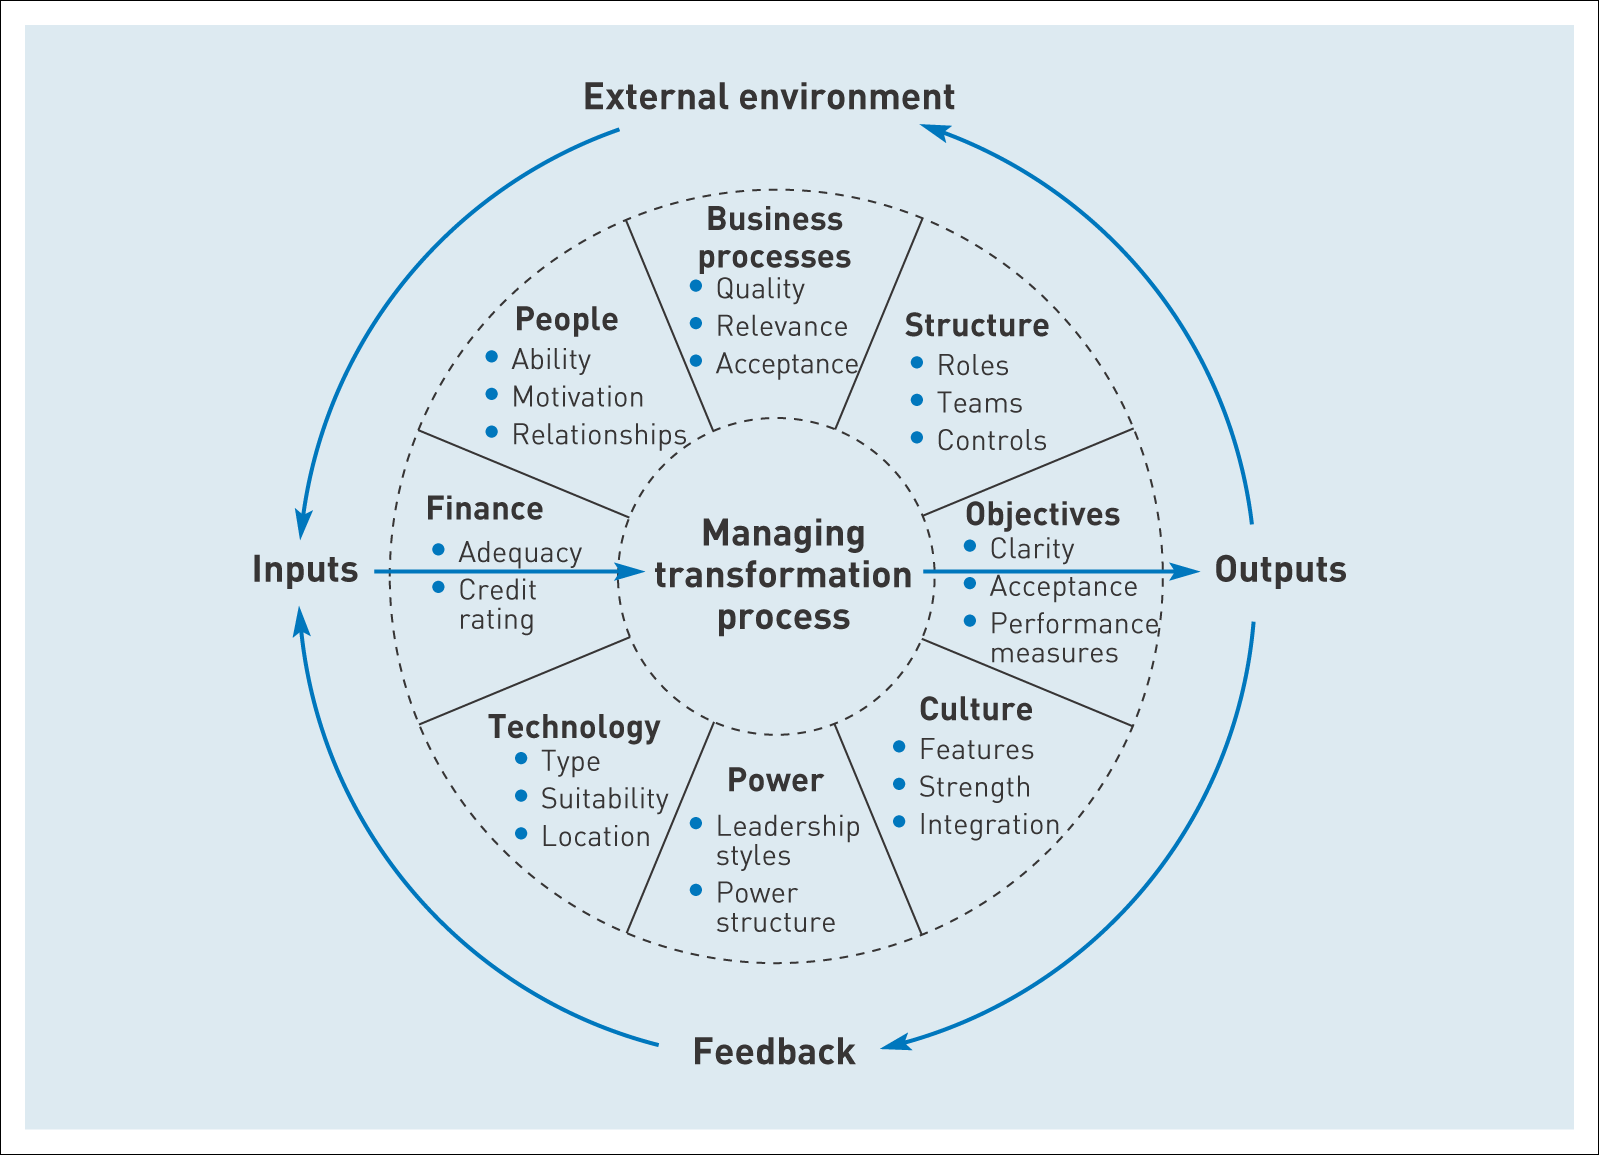 External environment
Business
processes
Quality
Relevance
Acceptance
People
Ability
Motivation
Relationships
Structure
Roles
Teams
Controls
Finance
Adequacy
Credit
rating
Managing
transformation
process
Objectives
Clarity
Acceptance
Performance
measures
Inputs
Outputs
Technology
Type
Suitability
Location
Power
Leadership
styles
Power
structure
Culture
Features
Strength
Integration
Feedback